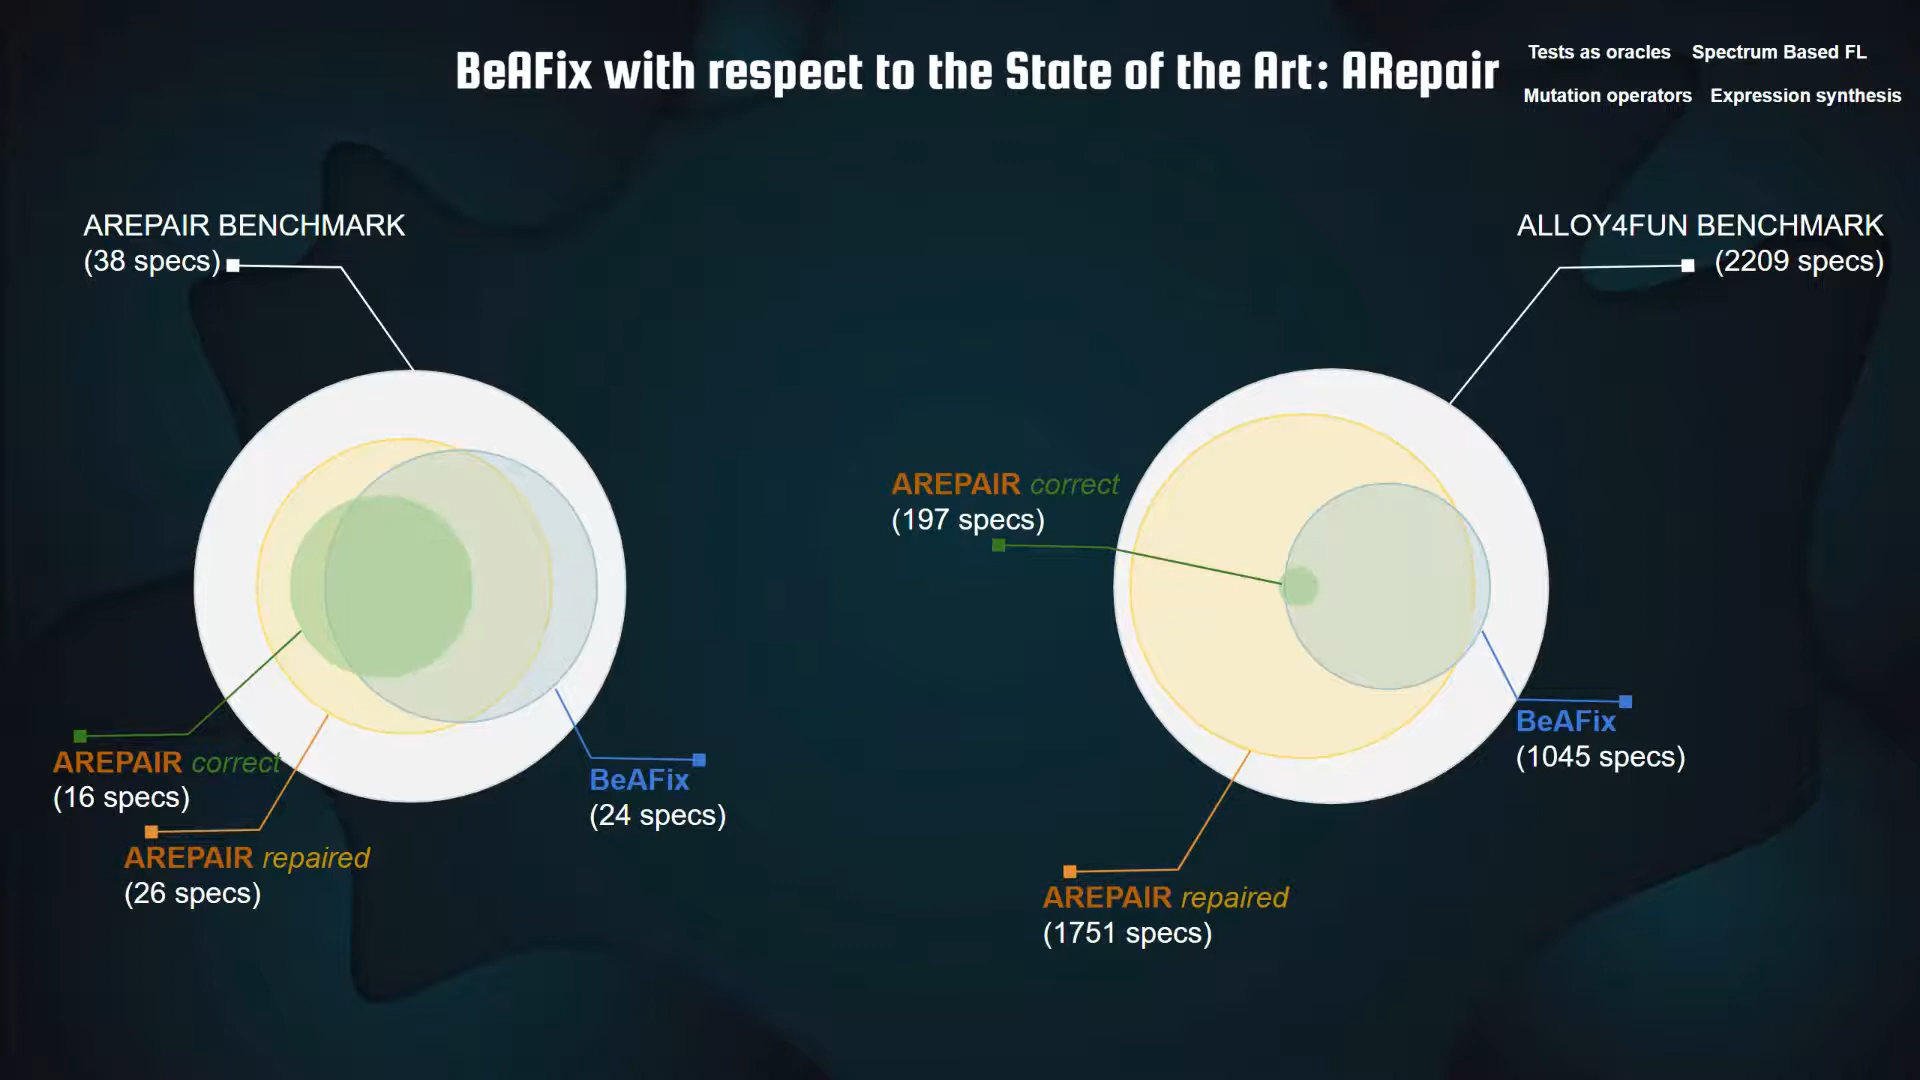 BeAFix with respect to the State of the Art: ARepair
Tests as oracles Spectrum Based FL
Mutation operators Expression synthesis
AREPAIR BENCHMARK
(38 specs)
ALLOY4FUN BENCHMARK
(2209 specs)
AREPAIR correct
(197 specs)
AREPAIR correct
(16 specs)
AREPAIR repaired
(26 specs)
BeAFix
(24 specs)
BeAFix
(1045 specs)
AREPAIR repaired
(1751 specs)